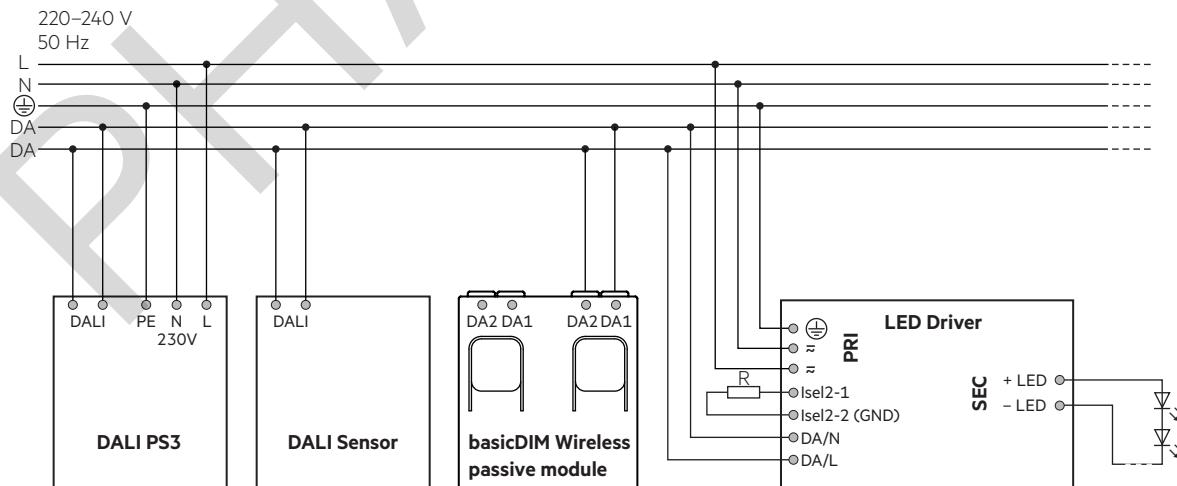 220–240 V
50 Hz
L
N
DA
DA
DALI PE N L
230V
DALI
DA2 DA1 DA2 DA1
LED Driver
PRI
≂
≂
R
Isel2-1
Isel2-2 (GND)
DA/N
DA/L
SEC
+ LED
– LED
DALI PS3
DALI Sensor
basicDIM Wireless
passive module